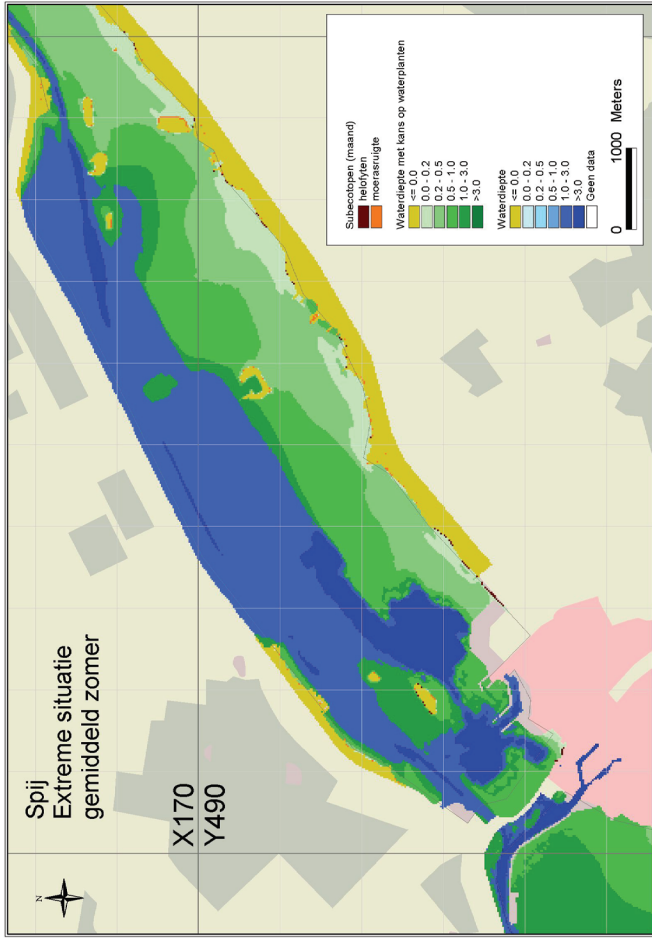 Spij
Extreme situatie
gemiddeld zomer
X170
Y490
N
Subecotopen (maand)
helofyten
moerasruigte
Waterdiepte met kans op waterplanten
<= 0.0
0.0 - 0.2
0.2 - 0.5
0.5 - 1.0
1.0 - 3.0
>3.0
Waterdiepte
<= 0.0
0.0 - 0.2
0.2 - 0.5
0.5 - 1.0
1.0 - 3.0
>3.0
Geen data
0 1000 Meters